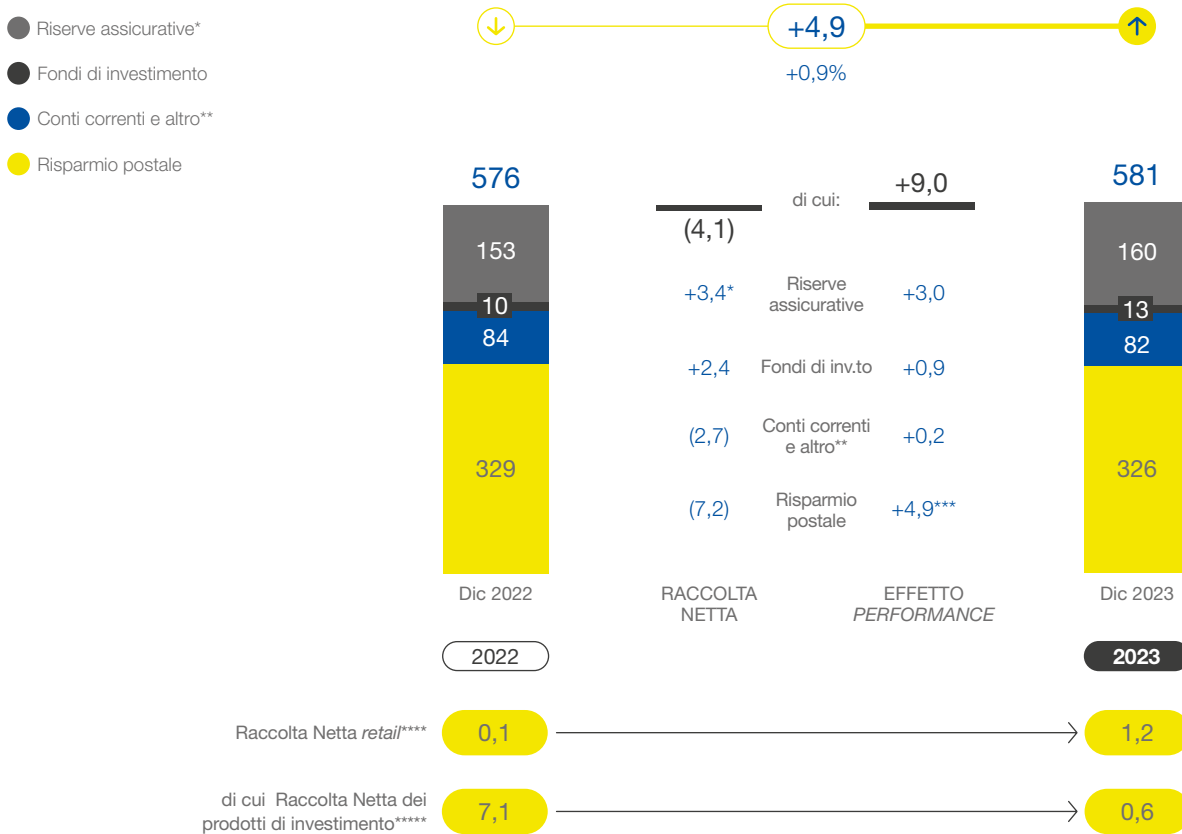 Riserve assicurative*
Fondi di investimento
Conti correnti e altro**
Risparmio postale
+4,9
+0,9%
576
153
10
84
329
Dic 2022
(4,1)
di cui:
+9,0
+3,4*
Riserve
assicurative
+3,0
+2,4
Fondi di inv.to
+0,9
(2,7)
Conti correnti
e altro**
+0,2
(7,2)
Risparmio
postale
+4,9***
RACCOLTA
NETTA
EFFETTO
PERFORMANCE
581
160
13
82
326
Dic 2023
2022
2023
Raccolta Netta retail****
0,1
1,2
di cui Raccolta Netta dei
prodotti di investimento*****
7,1
0,6